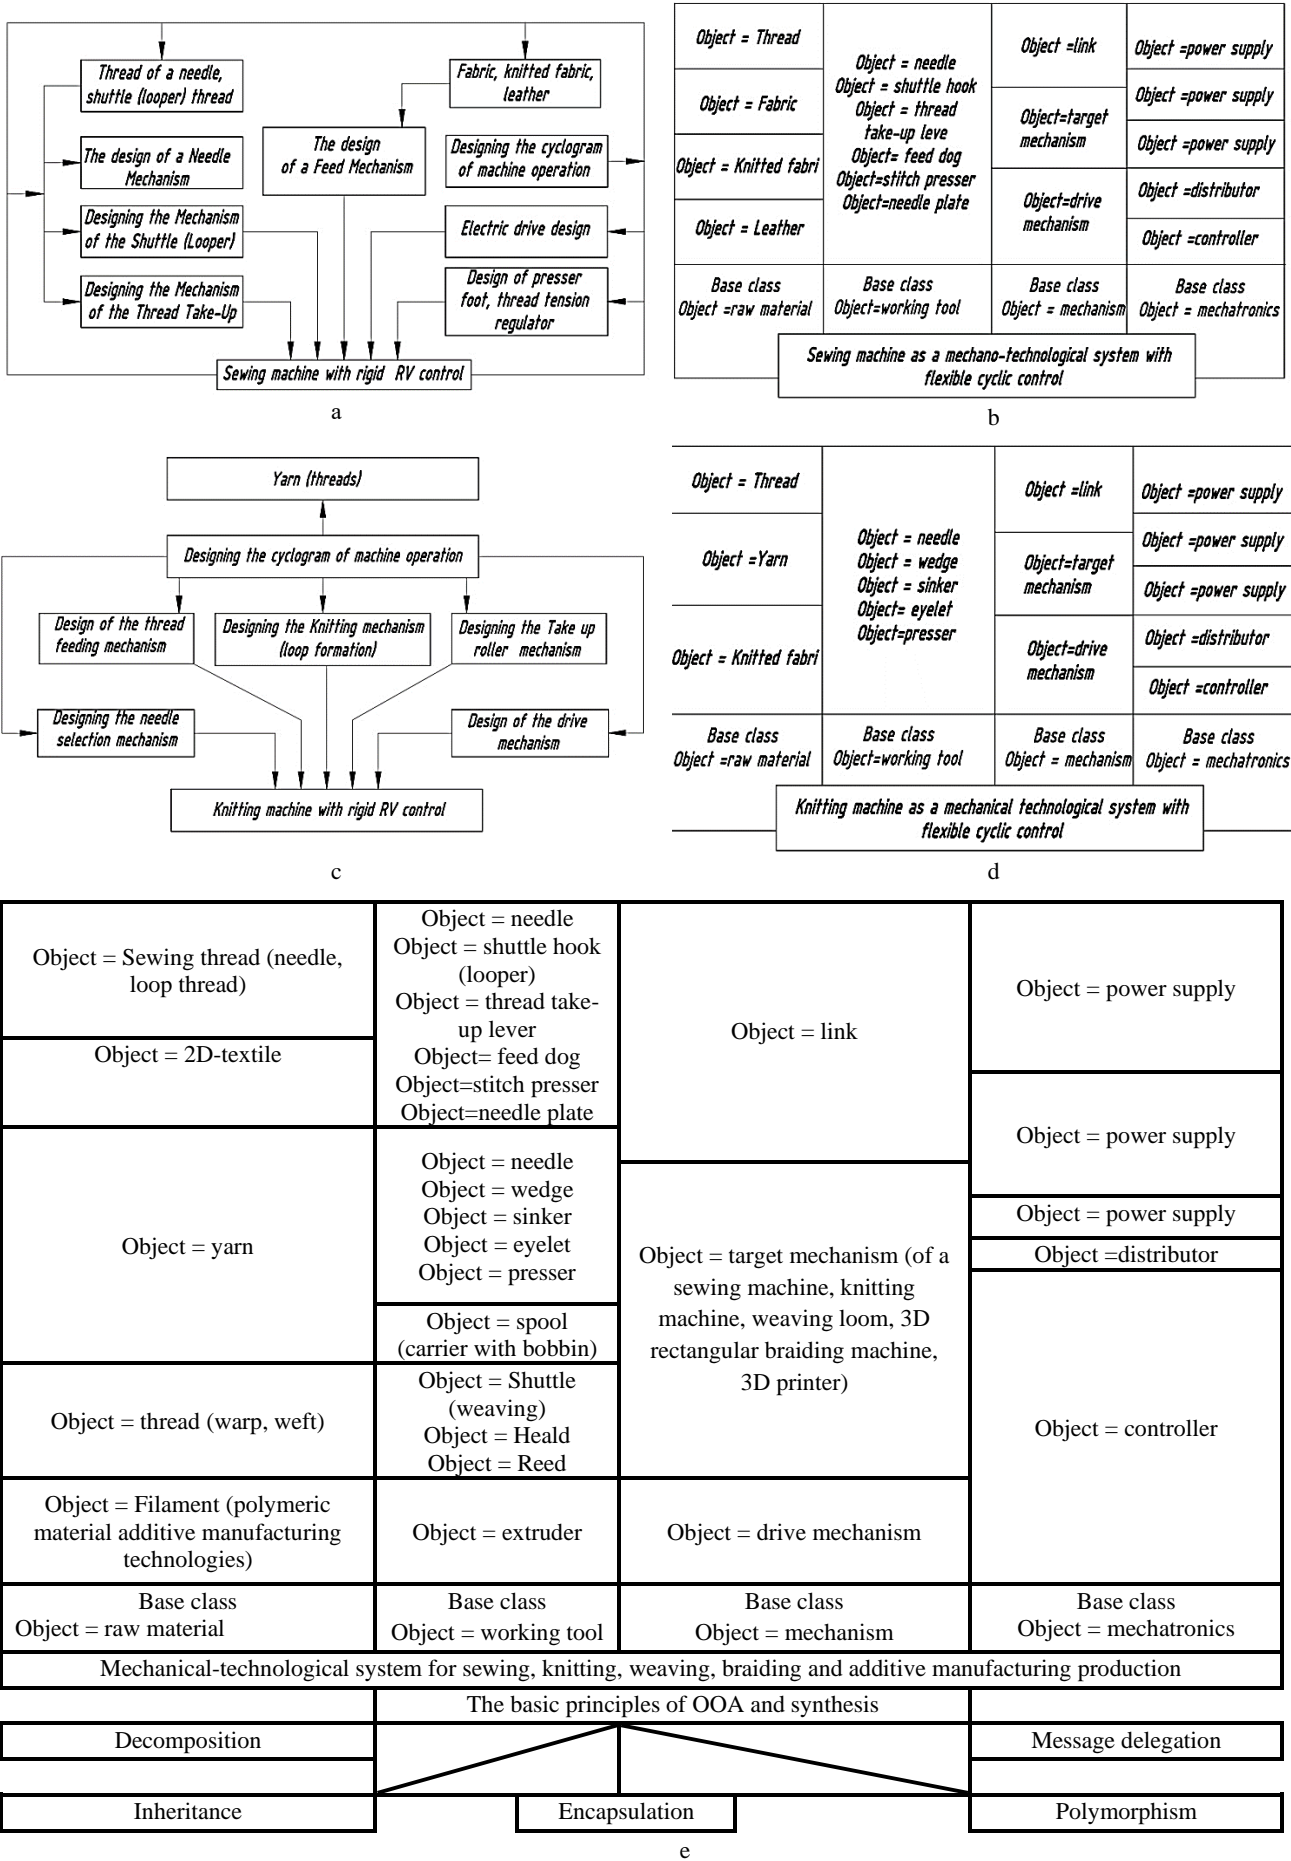 Thread of a needle,
shuttle (looper) thread
Fabric, knitted fabric,
leather
The design
of a Feed Mechanism
The design of a Needle
Mechanism
Designing the cyclogram
of machine operation
Designing the Mechanism
of the Shuttle (Looper)
Electric drive design
Designing the Mechanism
of the Thread Take-Up
Design of presser
foot, thread tension
regulator
Sewing machine with rigid RV control
a
Object = Thread
Object = Fabric
Object = Knitted fabri
Object = Leather
Base class
Object =raw material
Object = needle
Object = shuttle hook
Object = thread
take-up leve
Object= feed dog
Object=stitch presser
Object=needle plate
Base class
Object=working tool
Object =link
Object=target
mechanism
Object=drive
mechanism
Base class
Object = mechanism
Object =power supply
Object =power supply
Object =power supply
Object =distributor
Object =controller
Base class
Object = mechatronics
Sewing machine as a mechano-technological system with
flexible cyclic control
b
Yarn (threads)
Designing the cyclogram of machine operation
Design of the thread
feeding mechanism
Designing the Knitting mechanism
(loop formation)
Designing the Take up
roller mechanism
Designing the needle
selection mechanism
Design of the drive
mechanism
Knitting machine with rigid RV control
c
Object = Thread
Object =Yarn
Object = Knitted fabri
Base class
Object =raw material
Object = needle
Object = wedge
Object = sinker
Object= eyelet
Object=presser
Base class
Object=working tool
Object =link
Object=target
mechanism
Object=drive
mechanism
Base class
Object = mechanism
Object =power supply
Object =power supply
Object =power supply
Object =distributor
Object =controller
Base class
Object = mechatronics
Knitting machine as a mechanical technological system with
flexible cyclic control
d
Object = Sewing thread (needle,
loop thread)
Object = 2D-textile
Object = yarn
Object = thread (warp, weft)
Object = Filament (polymeric
material additive manufacturing
technologies)
Base class
Object = raw material
Object = needle
Object = shuttle hook
(looper)
Object = thread take-
up lever
Object= feed dog
Object=stitch presser
Object=needle plate
Object = needle
Object = wedge
Object = sinker
Object = eyelet
Object = presser
Object = spool
(carrier with bobbin)
Object = Shuttle
(weaving)
Object = Heald
Object = Reed
Object = extruder
Base class
Object = working tool
Object = link
Object = target mechanism (of a
sewing machine, knitting
machine, weaving loom, 3D
rectangular braiding machine,
3D printer)
Object = drive mechanism
Base class
Object = mechanism
Object = power supply
Object = power supply
Object = power supply
Object =distributor
Object = controller
Base class
Object = mechatronics
Mechanical-technological system for sewing, knitting, weaving, braiding and additive manufacturing production
The basic principles of OOA and synthesis
Decomposition
Message delegation
Inheritance
Encapsulation
Polymorphism
e